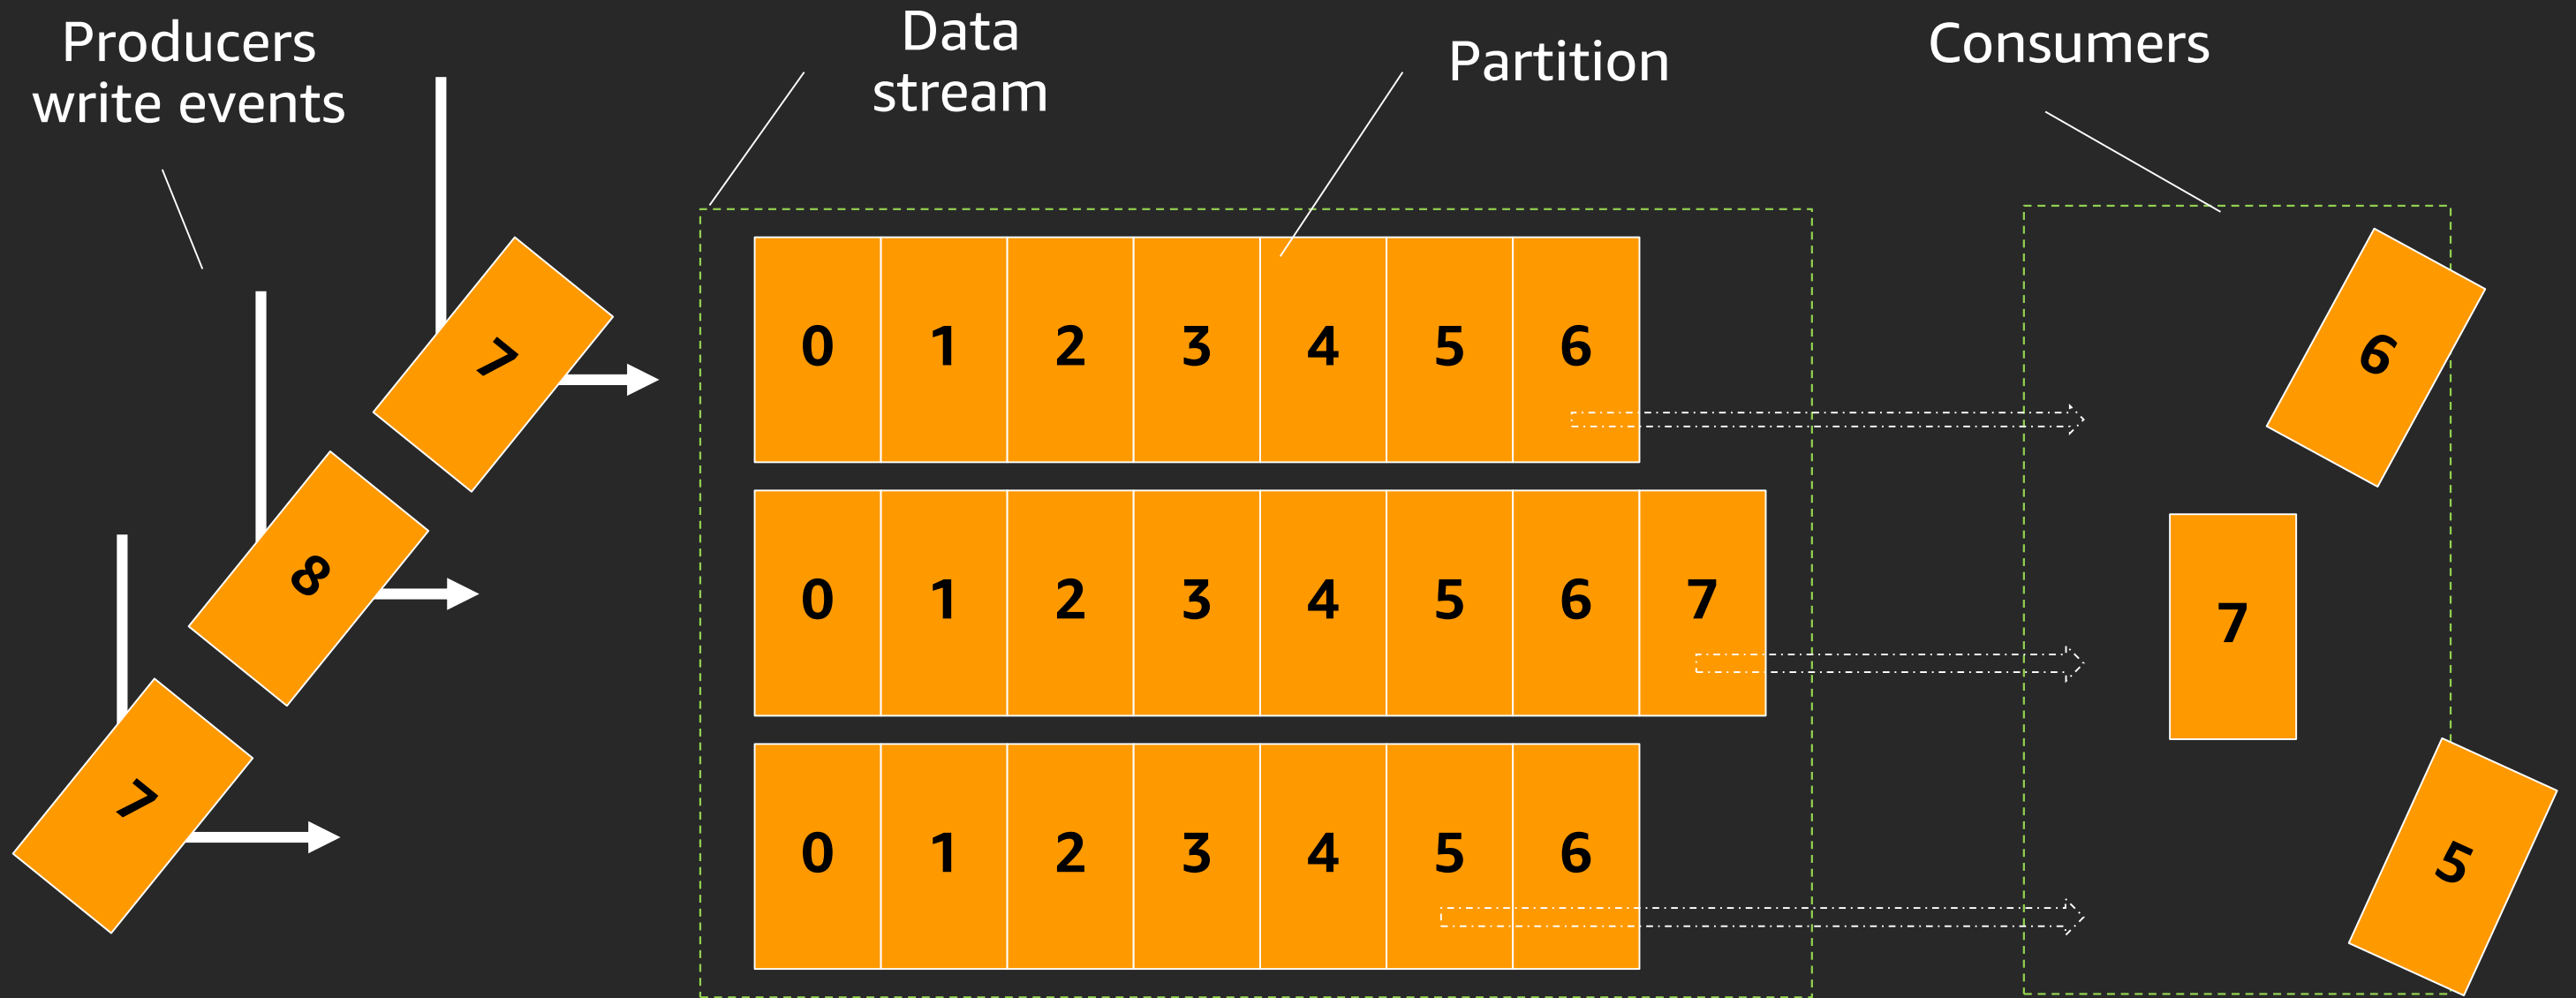 Producers
write events
Data
stream
Partition
Consumers
7
8
7
0 1 2 3 4 5 6
0 1 2 3 4 5 6 7
0 1 2 3 4 5 6
6
7
5